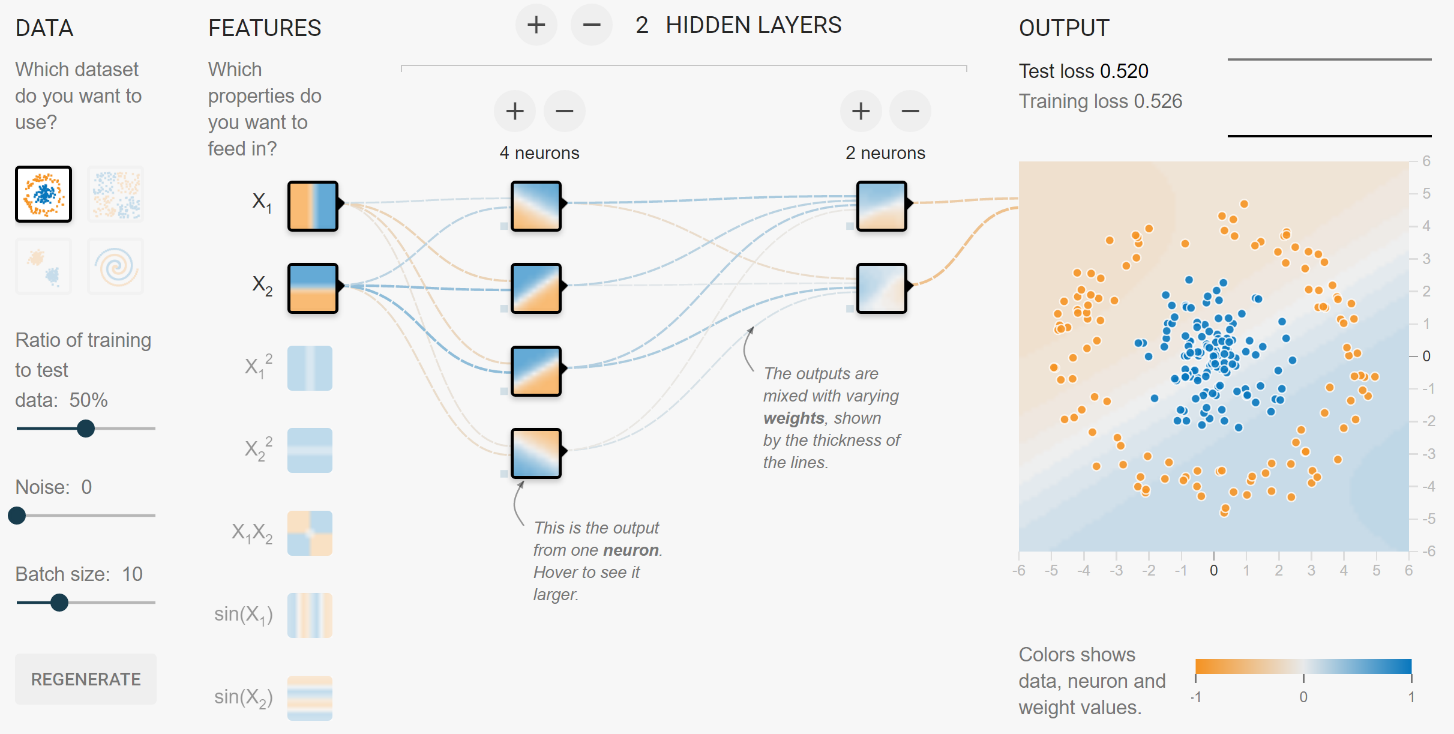 DATA
Which dataset
do you want to
use?
Ratio of training
to test
data: 50%
Noise: 0
Batch size: 10
REGENERATE
FEATURES
Which
properties do
you want to
feed in?
X1
X2
X1²
X2²
X1X2
sin(X1)
sin(X2)
+ − 2 HIDDEN LAYERS
+ −
4 neurons
+ −
2 neurons
The outputs are
mixed with varying
weights, shown
by the thickness of
the lines.
This is the output
from one neuron.
Hover to see it
larger.
OUTPUT
Test loss 0.520
Training loss 0.526
6
5
4
3
2
1
0
-1
-2
-3
-4
-5
-6
-6 -5 -4 -3 -2 -1 0 1 2 3 4 5 6
Colors shows
data, neuron and
weight values.
-1 0 1